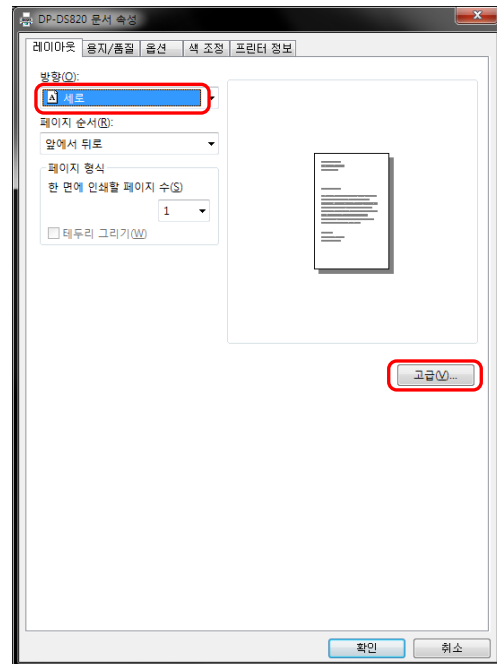 DP-DS820 문서 속성
레이아웃 용지/품질 옵션 색 조정 프린터 정보
방향(O):
세로
페이지 순서(R):
앞에서 뒤로
페이지 형식
한 면에 인쇄할 페이지 수(S)
1
테두리 그리기(W)
고급(V)...
확인 취소